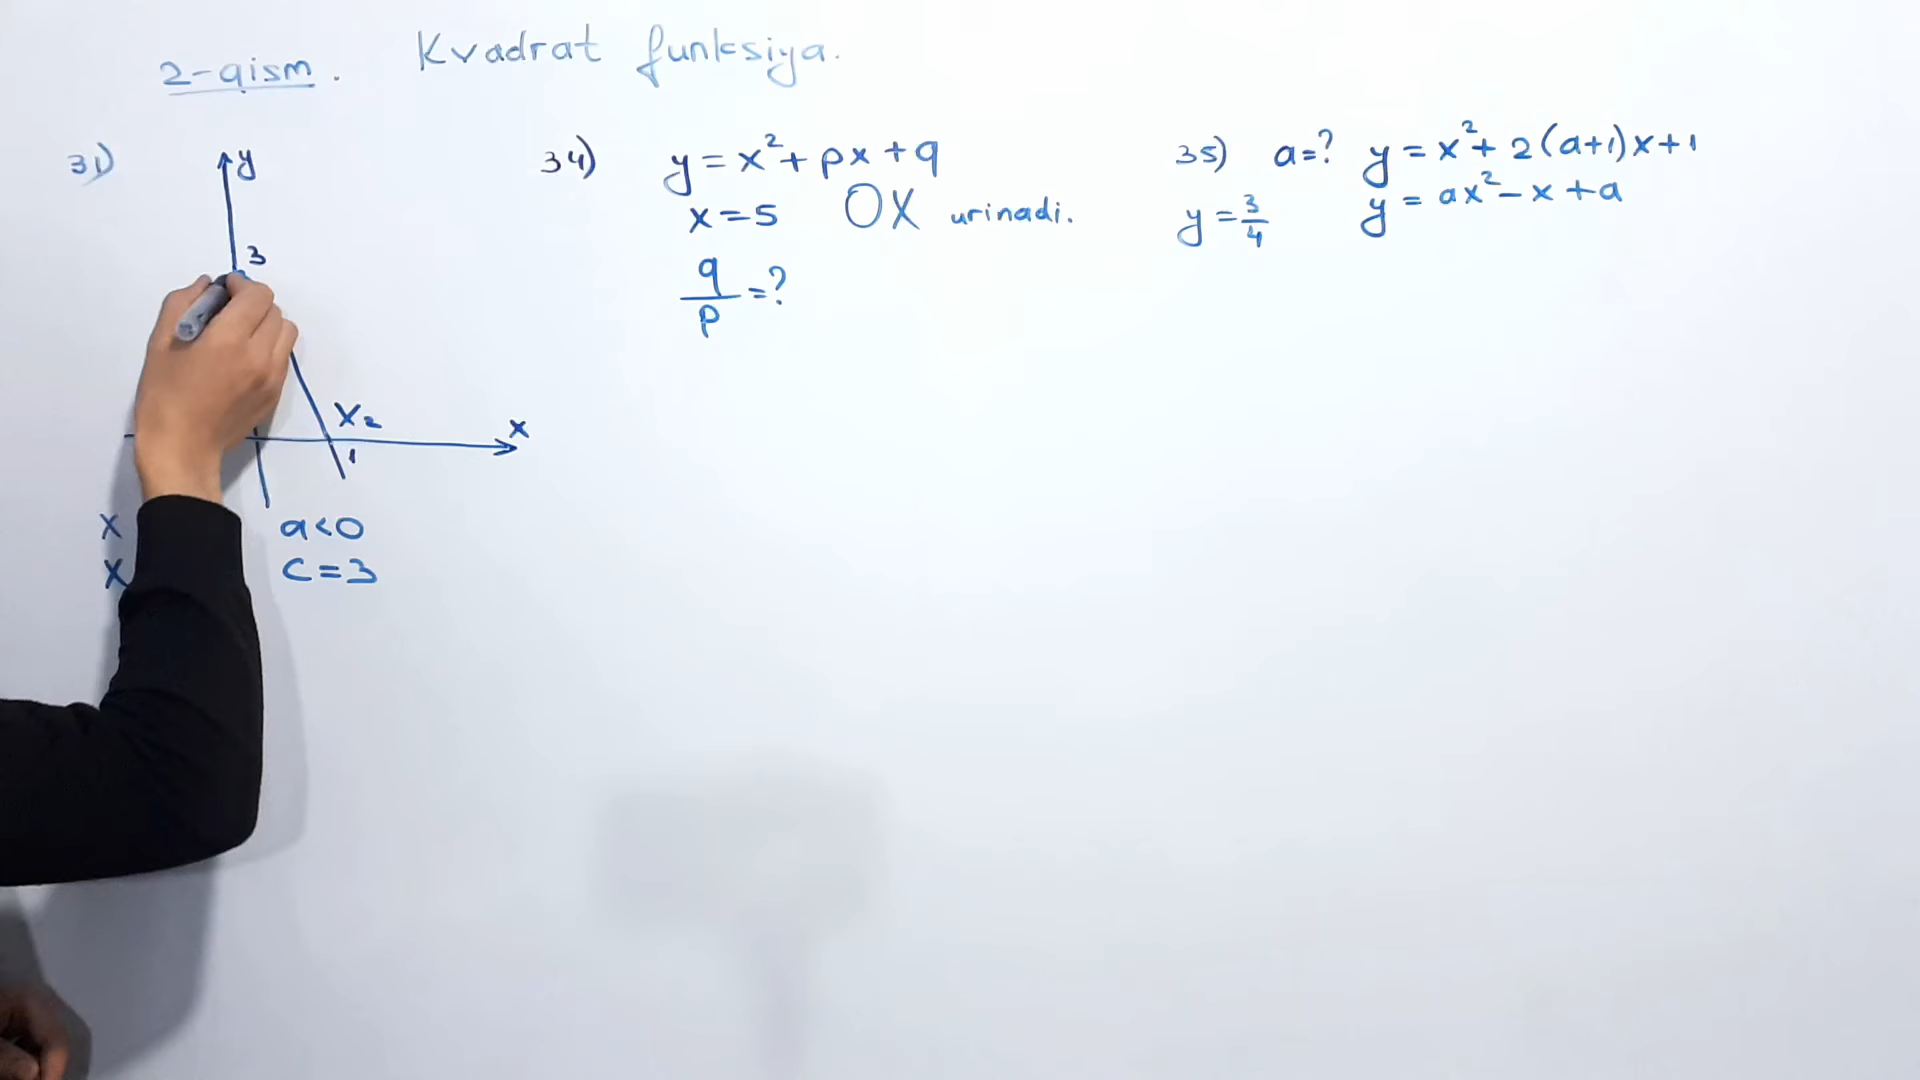 2-qism. Kvadrat funksiya.
31)
y
3
x₂
x
1
x
a<0
x
c=3
34) y=x²+px+q
x=5 OX urinadi.
q/p=?
35) a=? y=x²+2(a+1)x+1
y=3/4 y=ax²-x+a